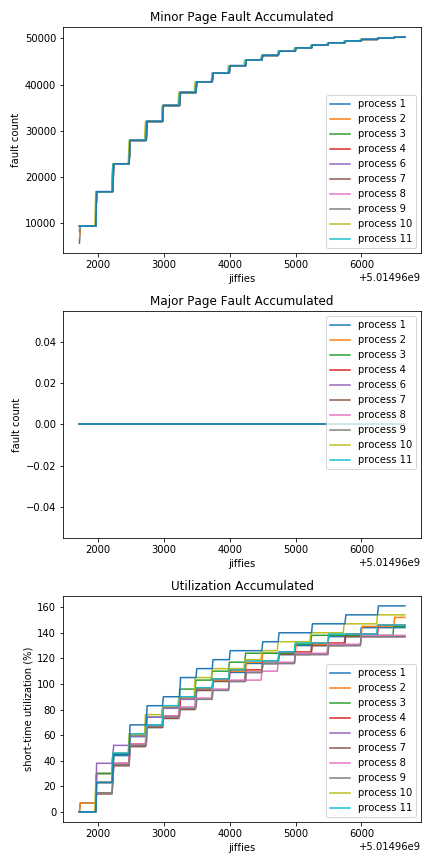 Minor Page Fault Accumulated
50000
40000
30000
20000
10000
fault count
process 1
process 2
process 3
process 4
process 6
process 7
process 8
process 9
process 10
process 11
2000 3000 4000 5000 6000
jiffies
+5.01496e9
Major Page Fault Accumulated
0.04
0.02
0.00
−0.02
−0.04
fault count
process 1
process 2
process 3
process 4
process 6
process 7
process 8
process 9
process 10
process 11
2000 3000 4000 5000 6000
jiffies
+5.01496e9
Utilization Accumulated
160
140
120
100
80
60
40
20
0
short-time utilization (%)
process 1
process 2
process 3
process 4
process 6
process 7
process 8
process 9
process 10
process 11
2000 3000 4000 5000 6000
jiffies
+5.01496e9